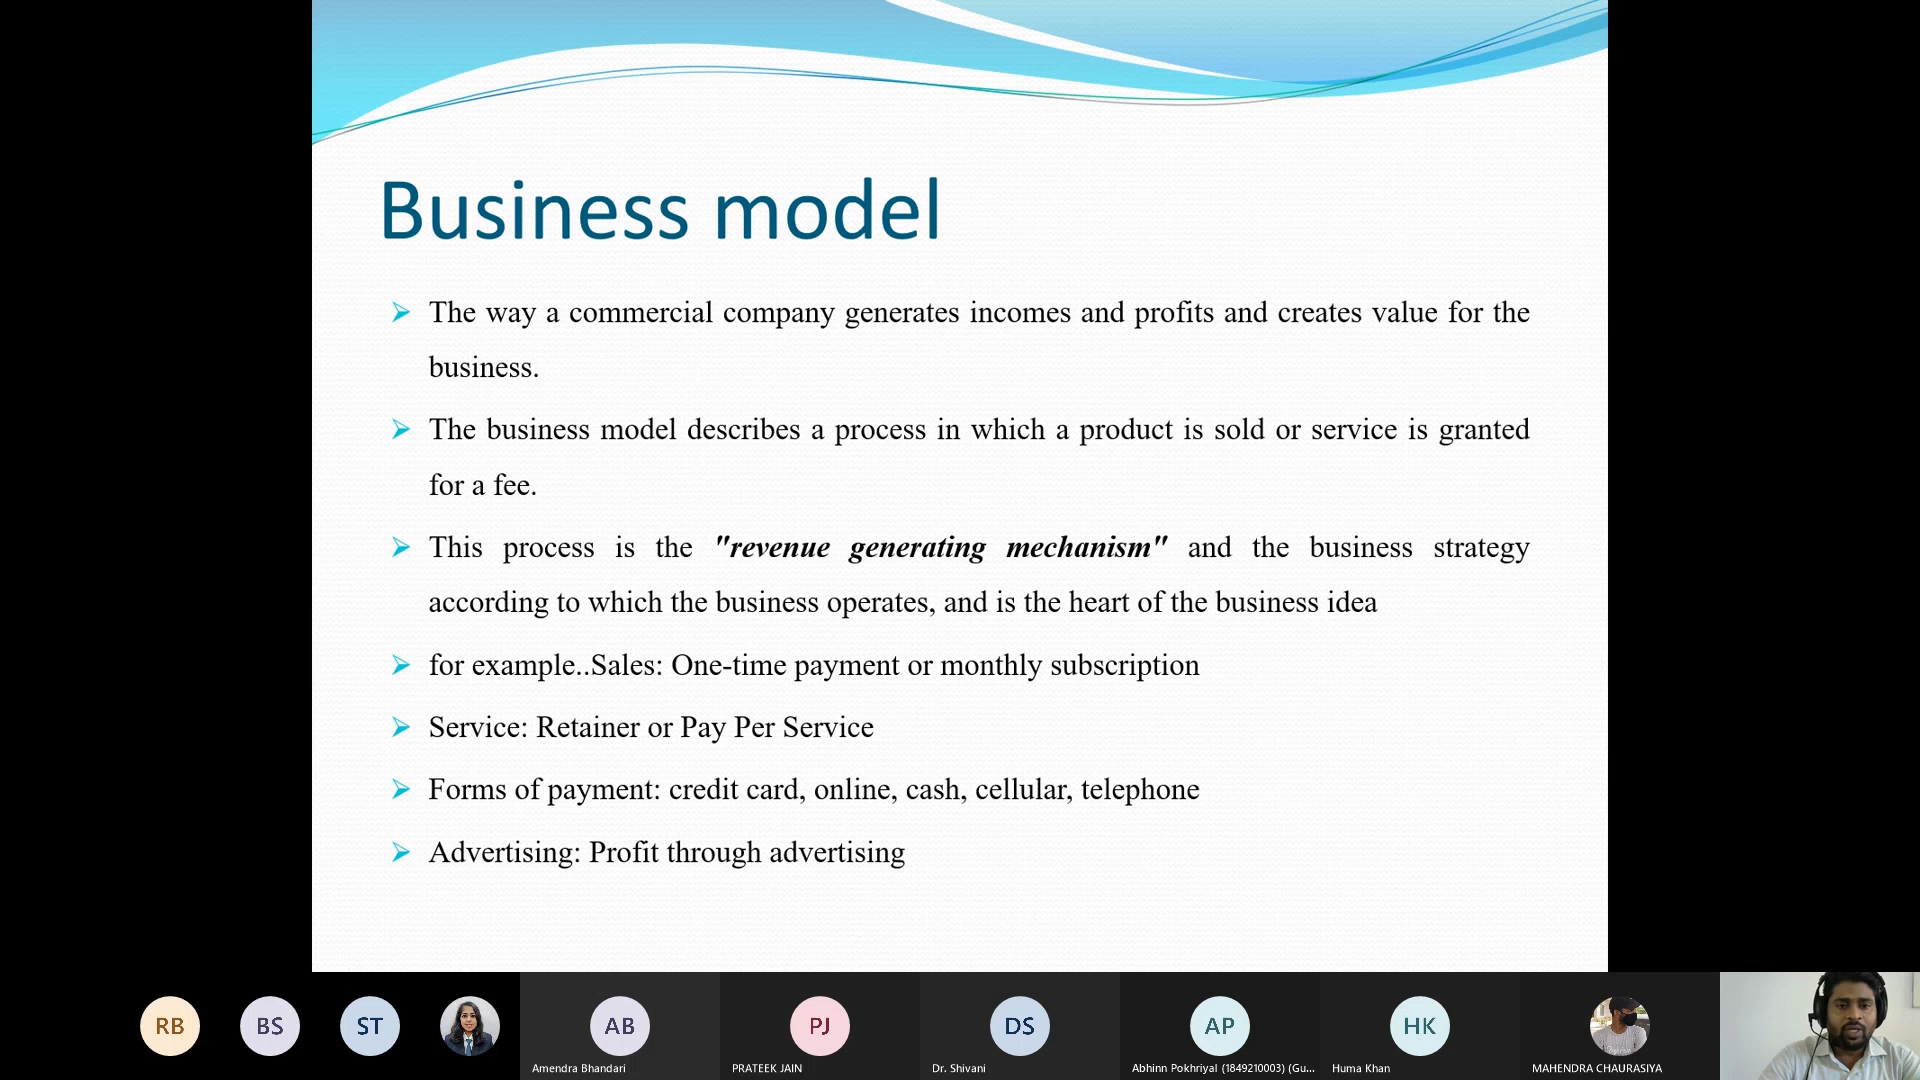 Business model
The way a commercial company generates incomes and profits and creates value for the
business.
The business model describes a process in which a product is sold or service is granted
for a fee.
This process is the "revenue generating mechanism" and the business strategy
according to which the business operates, and is the heart of the business idea
for example..Sales: One-time payment or monthly subscription
Service: Retainer or Pay Per Service
Forms of payment: credit card, online, cash, cellular, telephone
Advertising: Profit through advertising
RB
BS
ST
AB
PJ
DS
AP
HK
Amendra Bhandari
PRATEEK JAIN
Dr. Shivani
Abhinn Pokhriyal (1849210003) (Gu...
Huma Khan
MAHENDRA CHAURASIYA